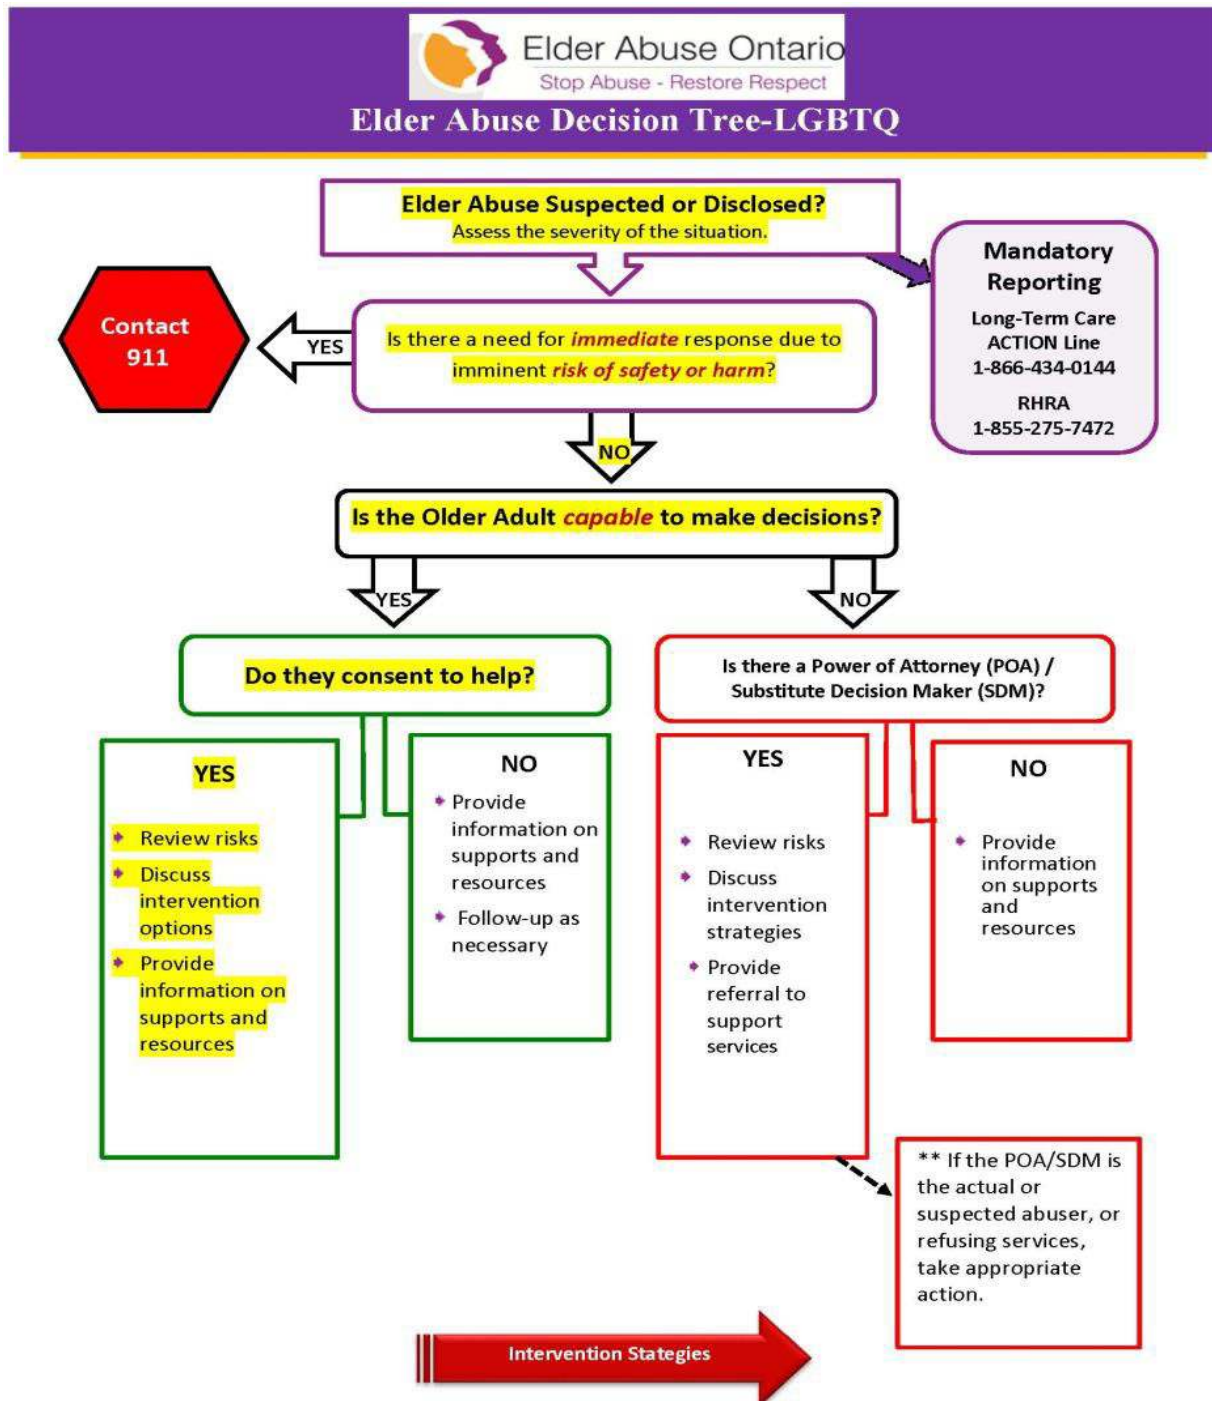 Elder Abuse Ontario
Stop Abuse - Restore Respect
Elder Abuse Decision Tree-LGBTQ
Elder Abuse Suspected or Disclosed?
Assess the severity of the situation.
Mandatory
Reporting
Long-Term Care
ACTION Line
1-866-434-0144
RHRA
1-855-275-7472
Contact
911
YES
Is there a need for immediate response due to
imminent risk of safety or harm?
NO
Is the Older Adult capable to make decisions?
YES
NO
Do they consent to help?
Is there a Power of Attorney (POA) /
Substitute Decision Maker (SDM)?
YES
Review risks
Discuss
intervention
options
Provide
information on
supports and
resources
NO
Provide
information on
supports and
resources
Follow-up as
necessary
YES
Review risks
Discuss
intervention
strategies
Provide
referral to
support
services
NO
Provide
information
on supports
and
resources
** If the POA/SDM is
the actual or
suspected abuser, or
refusing services,
take appropriate
action.
Intervention Stategies